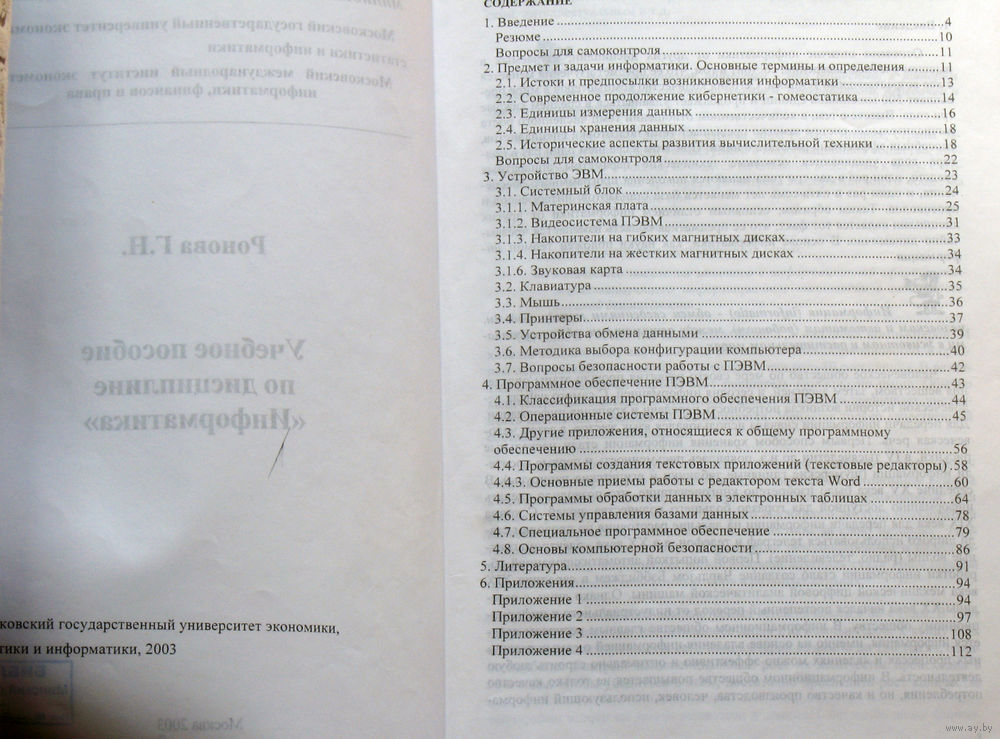 Московский государственный университет экономики,
статистики и информатики
Московский международный институт эконометрики,
информатики, финансов и права
Ронова Г.Н.
Учебное пособие
по дисциплине
«Информатика»
ковский государственный университет экономики,
тики и информатики, 2003
Москва 2003
СОДЕРЖАНИЕ
1. Введение 4
Резюме 10
Вопросы для самоконтроля 11
2. Предмет и задачи информатики. Основные термины и определения 11
2.1. Истоки и предпосылки возникновения информатики 13
2.2. Современное продолжение кибернетики - гомеостатика 14
2.3. Единицы измерения данных 16
2.4. Единицы хранения данных 18
2.5. Исторические аспекты развития вычислительной техники 18
Вопросы для самоконтроля 22
3. Устройство ЭВМ 23
3.1. Системный блок 24
3.1.1. Материнская плата 25
3.1.2. Видеосистема ПЭВМ 31
3.1.3. Накопители на гибких магнитных дисках 33
3.1.4. Накопители на жестких магнитных дисках 34
3.1.6. Звуковая карта 34
3.2. Клавиатура 35
3.3. Мышь 36
3.4. Принтеры 37
3.5. Устройства обмена данными 39
3.6. Методика выбора конфигурации компьютера 40
3.7. Вопросы безопасности работы с ПЭВМ 42
4. Программное обеспечение ПЭВМ 43
4.1. Классификация программного обеспечения ПЭВМ 44
4.2. Операционные системы ПЭВМ 45
4.3. Другие приложения, относящиеся к общему программному
обеспечению 56
4.4. Программы создания текстовых приложений (текстовые редакторы) 58
4.4.3. Основные приемы работы с редактором текста Word 60
4.5. Программы обработки данных в электронных таблицах 64
4.6. Системы управления базами данных 78
4.7. Специальное программное обеспечение 79
4.8. Основы компьютерной безопасности 86
5. Литература 91
6. Приложения 94
Приложение 1 94
Приложение 2 97
Приложение 3 108
Приложение 4 112
www.ay.by